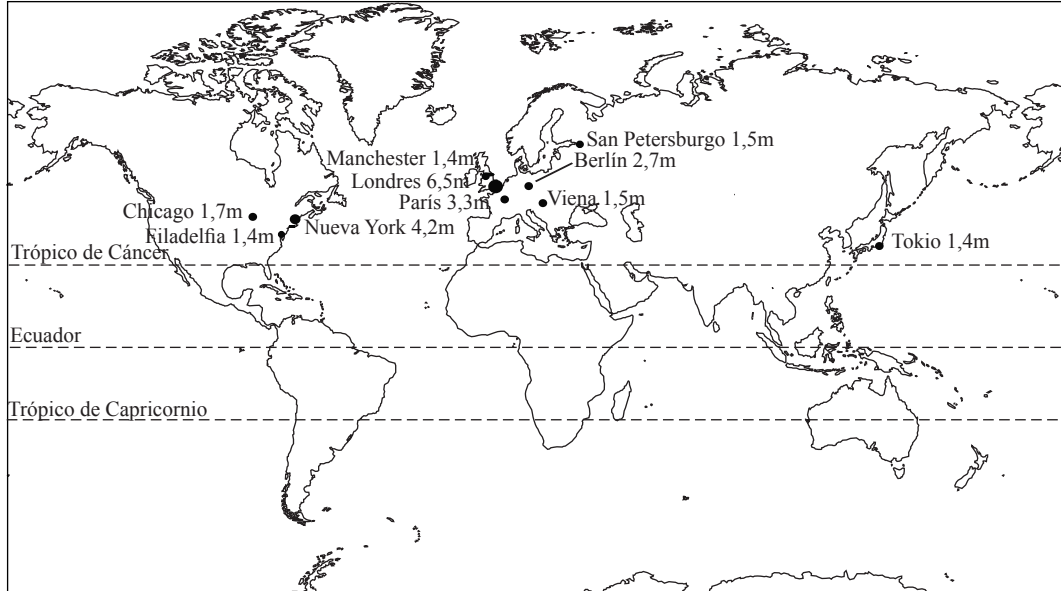 San Petersburgo 1,5m
Manchester 1,4m
Berlín 2,7m
Londres 6,5m
París 3,3m
Viena 1,5m
Chicago 1,7m
Nueva York 4,2m
Filadelfia 1,4m
Tokio 1,4m
Trópico de Cáncer
Ecuador
Trópico de Capricornio